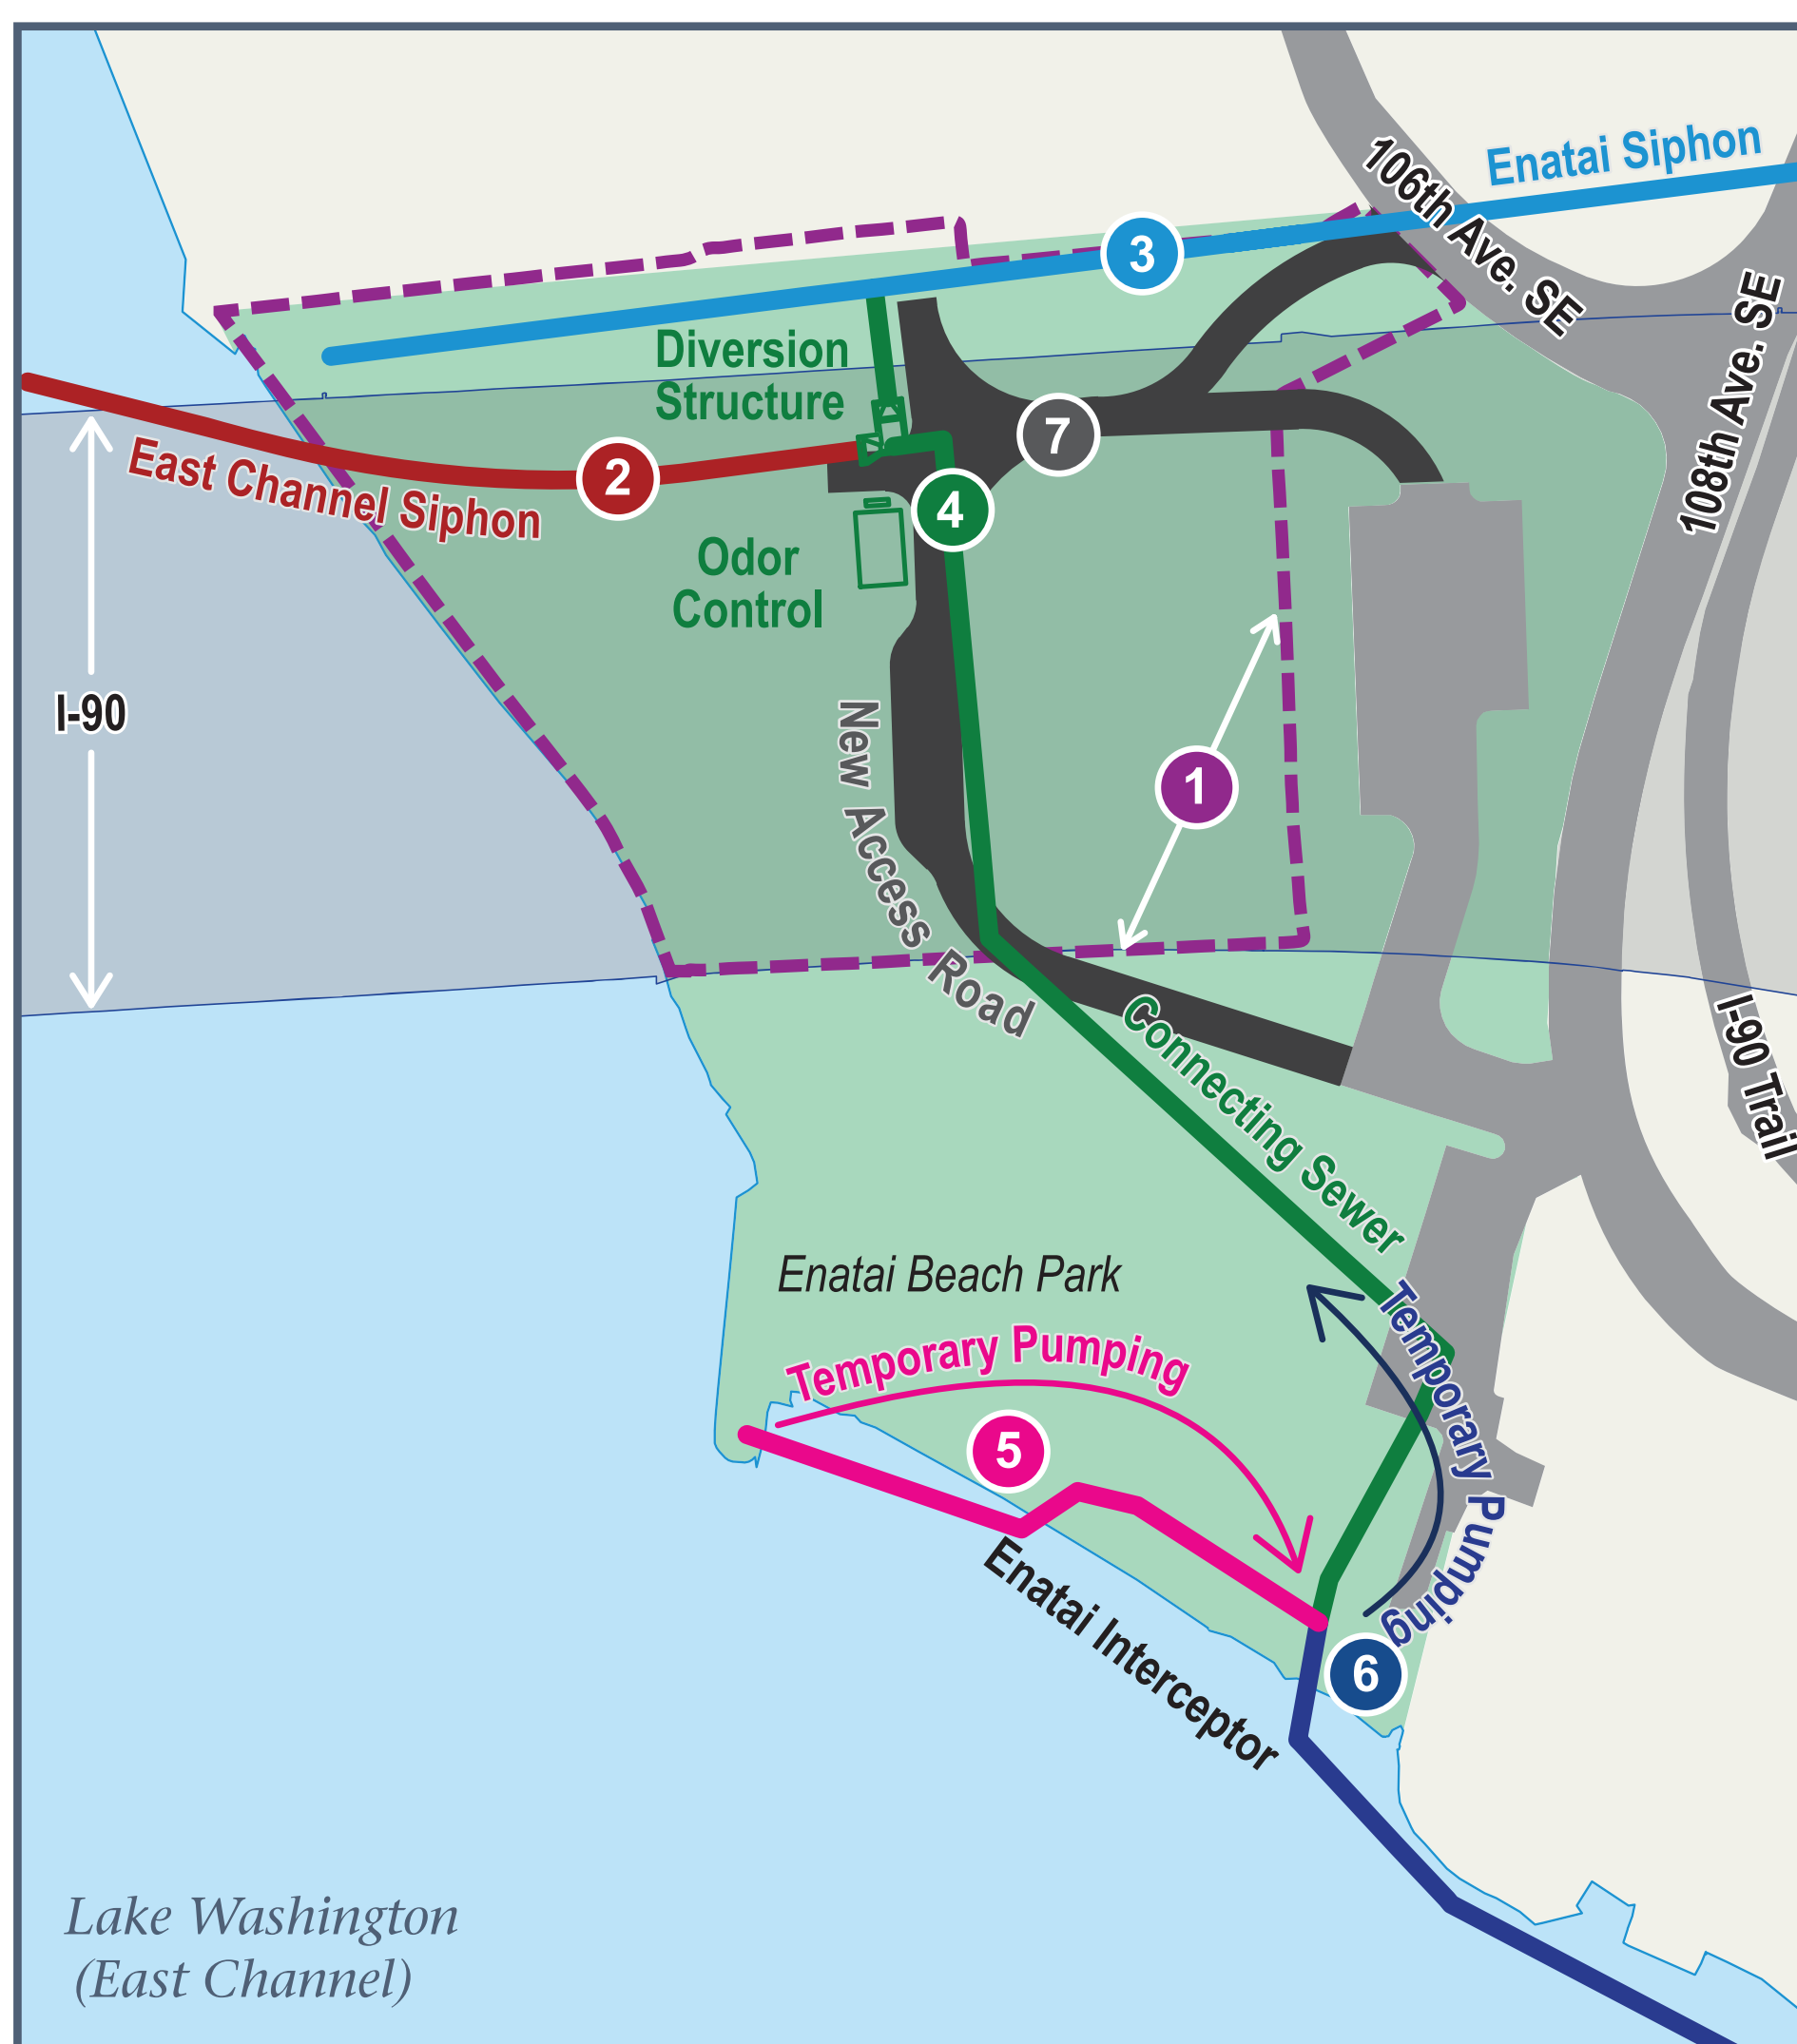 106th Ave. SE
Enatai Siphon
3
108th Ave. SE
Diversion
Structure
7
East Channel Siphon
2
4
Odor
Control
I-90
New Access Road
1
Connecting Sewer
I-90 Trail
Enatai Beach Park
Temporary Pumping
5
Temporary Pumping
Enatai Interceptor
6
Lake Washington
(East Channel)